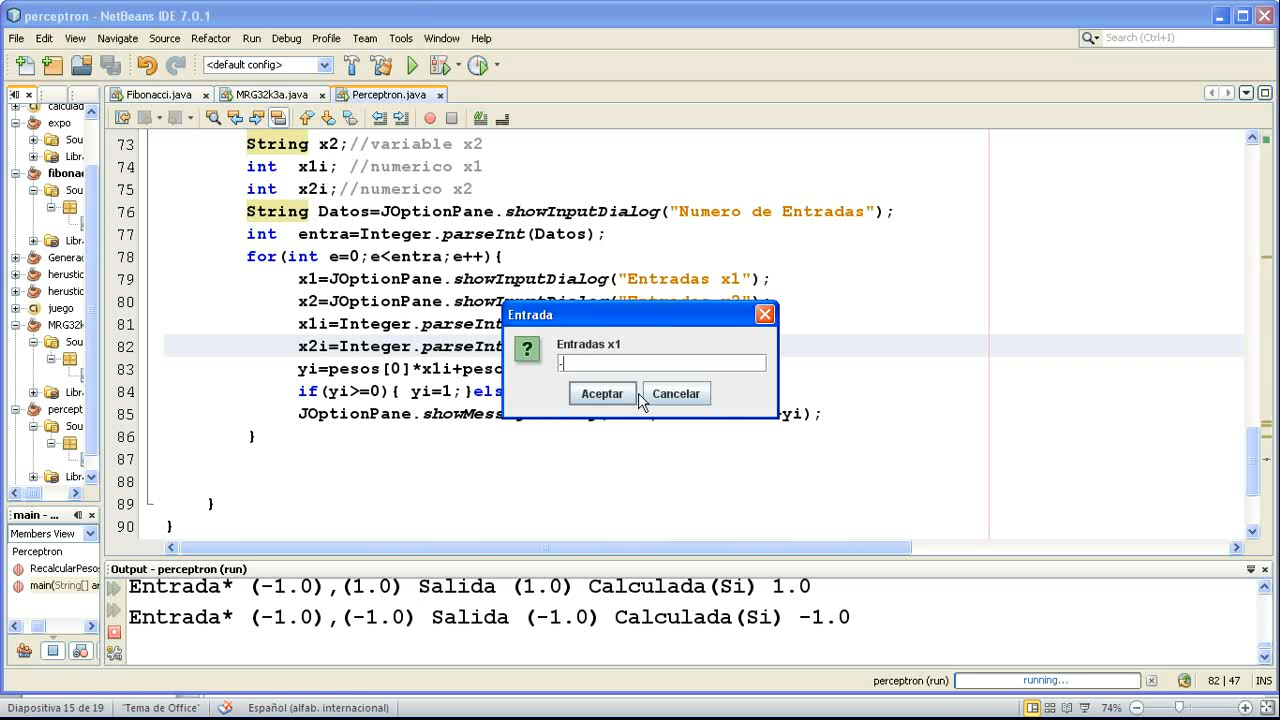 perceptron - NetBeans IDE 7.0.1
File Edit View Navigate Source Refactor Run Debug Profile Team Tools Window Help
Search (Ctrl+I)
<default config>
Fibonacci.java MRG32k3a.java Perceptron.java
calculad
expo
Sou
Libr
fibonac
Sou
Libr
Genera
herustic
herustic
juego
MRG32
Sou
Libr
percept
Sou
Libr
73 String x2;//variable x2
74 int x1i; //numerico x1
75 int x2i;//numerico x2
76 String Datos=JOptionPane.showInputDialog("Numero de Entradas");
77 int entra=Integer.parseInt(Datos);
78 for(int e=0;e<entra;e++){
79 x1=JOptionPane.showInputDialog("Entradas x1");
80 x2=JOptionPane.showInputDialog("Entradas x2");
81 x1i=Integer.parseInt
82 x2i=Integer.parseInt
83 yi=pesos[0]*x1i+peso
84 if(yi>=0){ yi=1;}else
85 JOptionPane.showMess yi);
86 }
87
88
89 }
90 }
Entrada
Entradas x1
-
Aceptar Cancelar
main - ...
Members View
Perceptron
RecalcularPesos
main(String[] ar
Output - perceptron (run)
Entrada* (-1.0),(1.0) Salida (1.0) Calculada(Si) 1.0
Entrada* (-1.0),(-1.0) Salida (-1.0) Calculada(Si) -1.0
perceptron (run) running... 82 | 47 INS
Diapositiva 15 de 19 "Tema de Office" Español (alfab. internacional) 74%